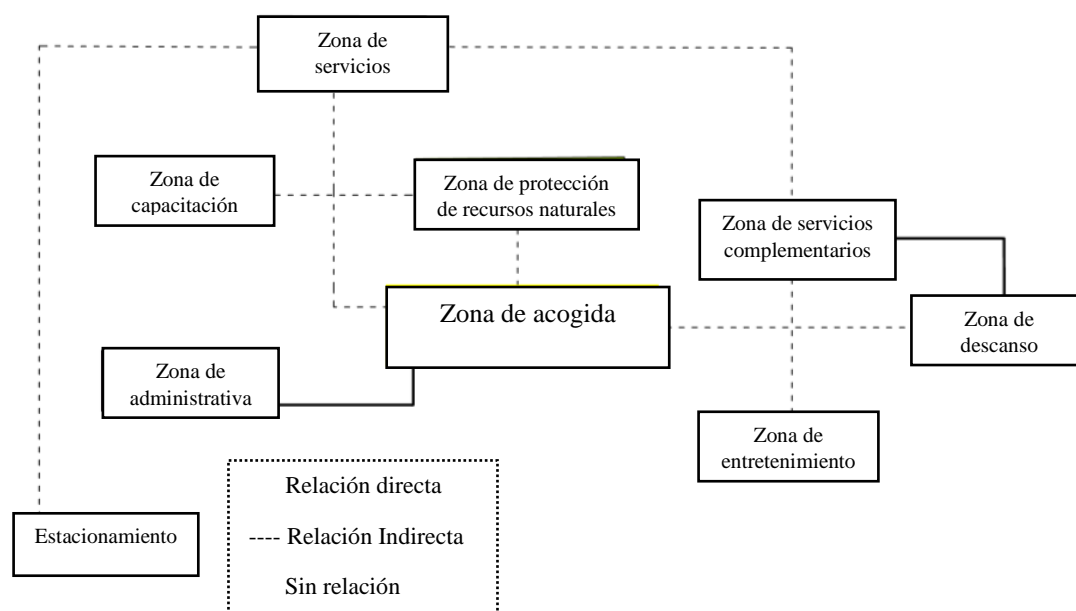 Zona de
servicios
Zona de
capacitación
Zona de protección
de recursos naturales
Zona de servicios
complementarios
Zona de acogida
Zona de
descanso
Zona de
administrativa
Zona de
entretenimiento
Estacionamiento
Relación directa
---- Relación Indirecta
Sin relación